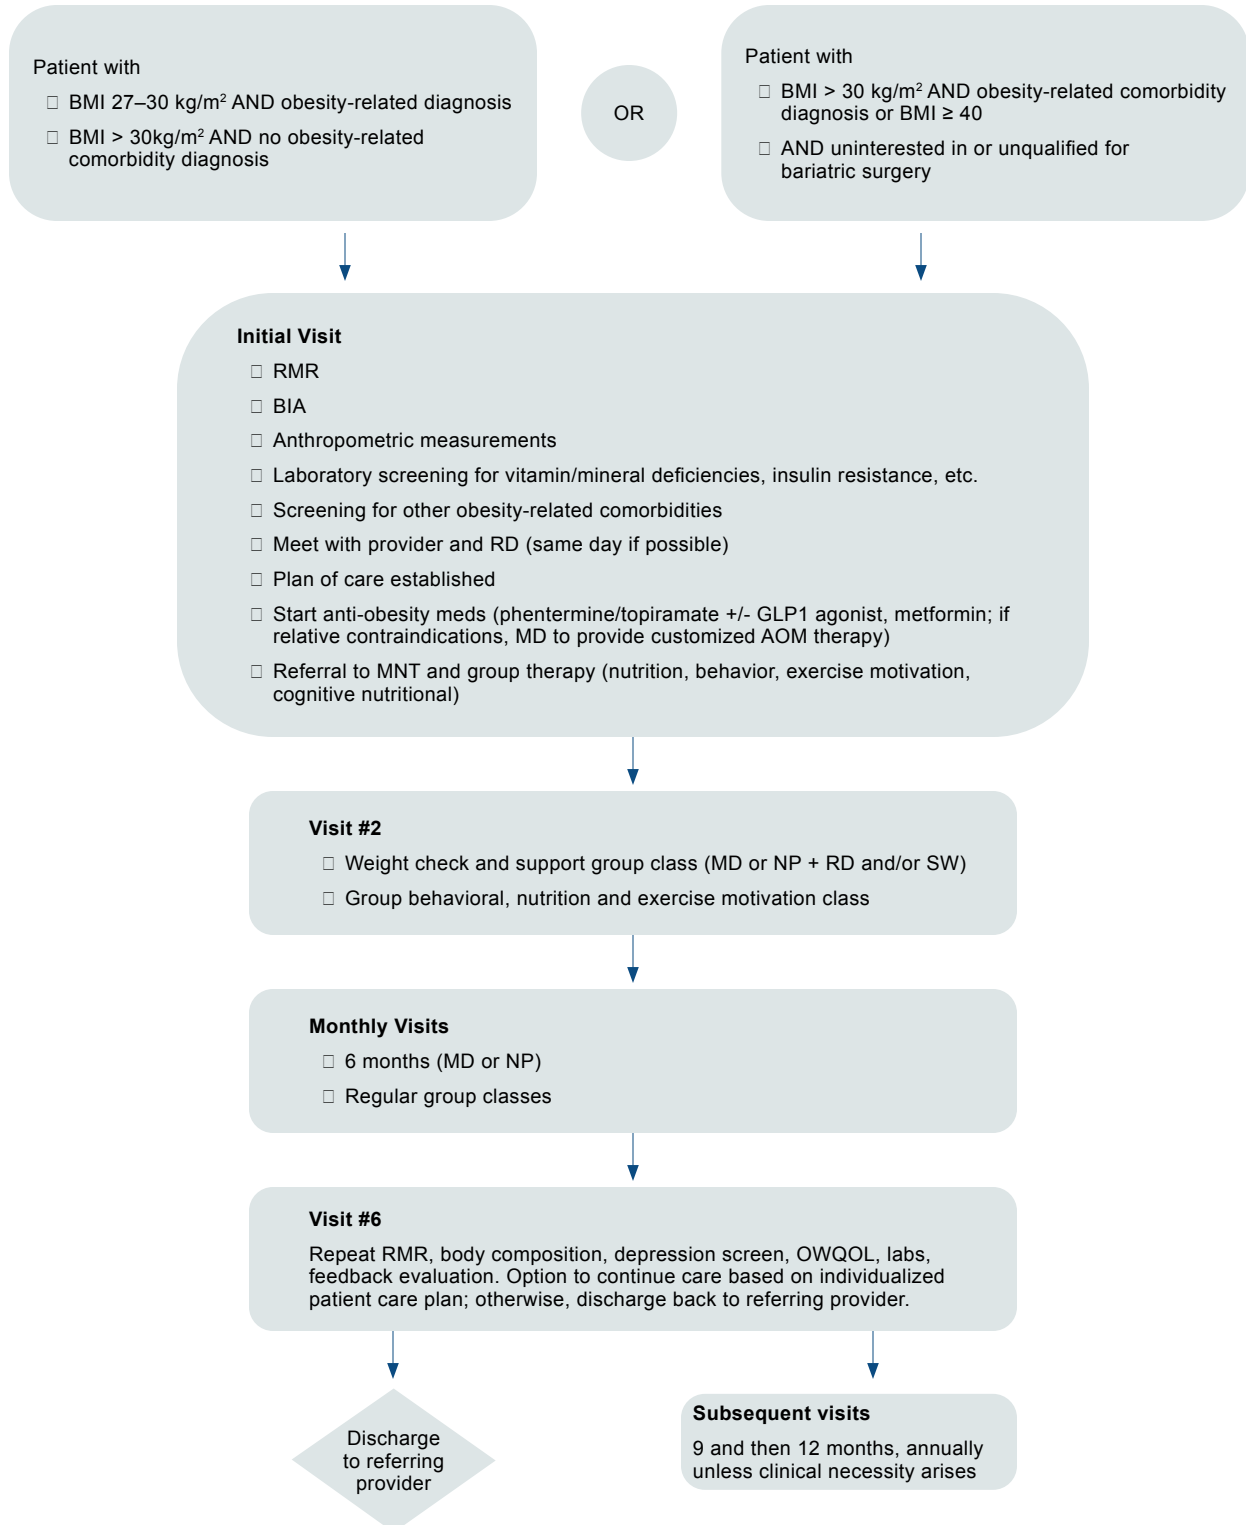 Patient with
□ BMI 27–30 kg/m² AND obesity-related diagnosis
□ BMI > 30kg/m² AND no obesity-related
comorbidity diagnosis
OR
Patient with
□ BMI > 30 kg/m² AND obesity-related comorbidity
diagnosis or BMI ≥ 40
□ AND uninterested in or unqualified for
bariatric surgery
Initial Visit
□ RMR
□ BIA
□ Anthropometric measurements
□ Laboratory screening for vitamin/mineral deficiencies, insulin resistance, etc.
□ Screening for other obesity-related comorbidities
□ Meet with provider and RD (same day if possible)
□ Plan of care established
□ Start anti-obesity meds (phentermine/topiramate +/- GLP1 agonist, metformin; if
relative contraindications, MD to provide customized AOM therapy)
□ Referral to MNT and group therapy (nutrition, behavior, exercise motivation,
cognitive nutritional)
Visit #2
□ Weight check and support group class (MD or NP + RD and/or SW)
□ Group behavioral, nutrition and exercise motivation class
Monthly Visits
□ 6 months (MD or NP)
□ Regular group classes
Visit #6
Repeat RMR, body composition, depression screen, OWQOL, labs,
feedback evaluation. Option to continue care based on individualized
patient care plan; otherwise, discharge back to referring provider.
Discharge
to referring
provider
Subsequent visits
9 and then 12 months, annually
unless clinical necessity arises